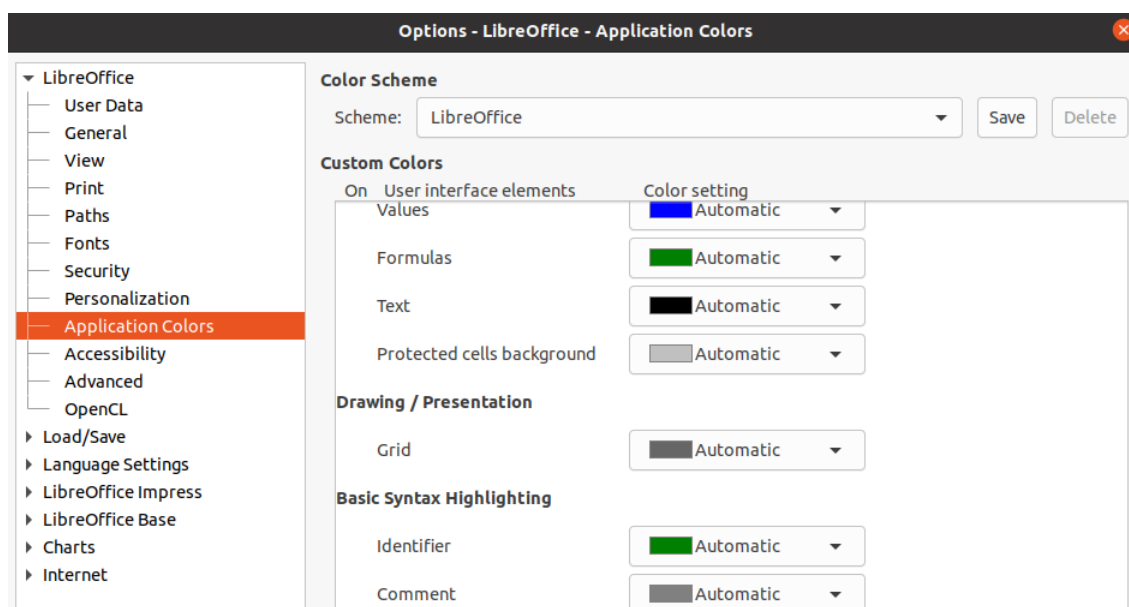 Options - LibreOffice - Application Colors
LibreOffice
User Data
General
View
Print
Paths
Fonts
Security
Personalization
Application Colors
Accessibility
Advanced
OpenCL
Load/Save
Language Settings
LibreOffice Impress
LibreOffice Base
Charts
Internet
Color Scheme
Scheme: LibreOffice Save Delete
Custom Colors
On User interface elements Color setting
Values Automatic
Formulas Automatic
Text Automatic
Protected cells background Automatic
Drawing / Presentation
Grid Automatic
Basic Syntax Highlighting
Identifier Automatic
Comment Automatic